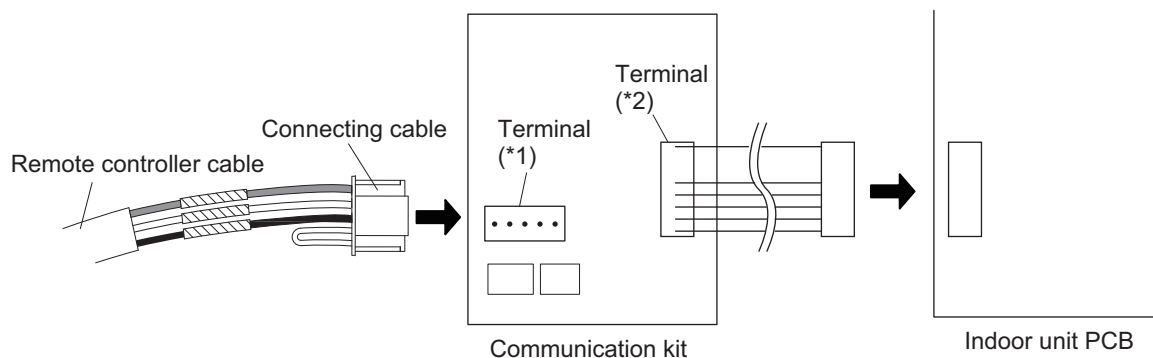 Terminal
(*2)
Connecting cable
Terminal
(*1)
Remote controller cable
Communication kit
Indoor unit PCB